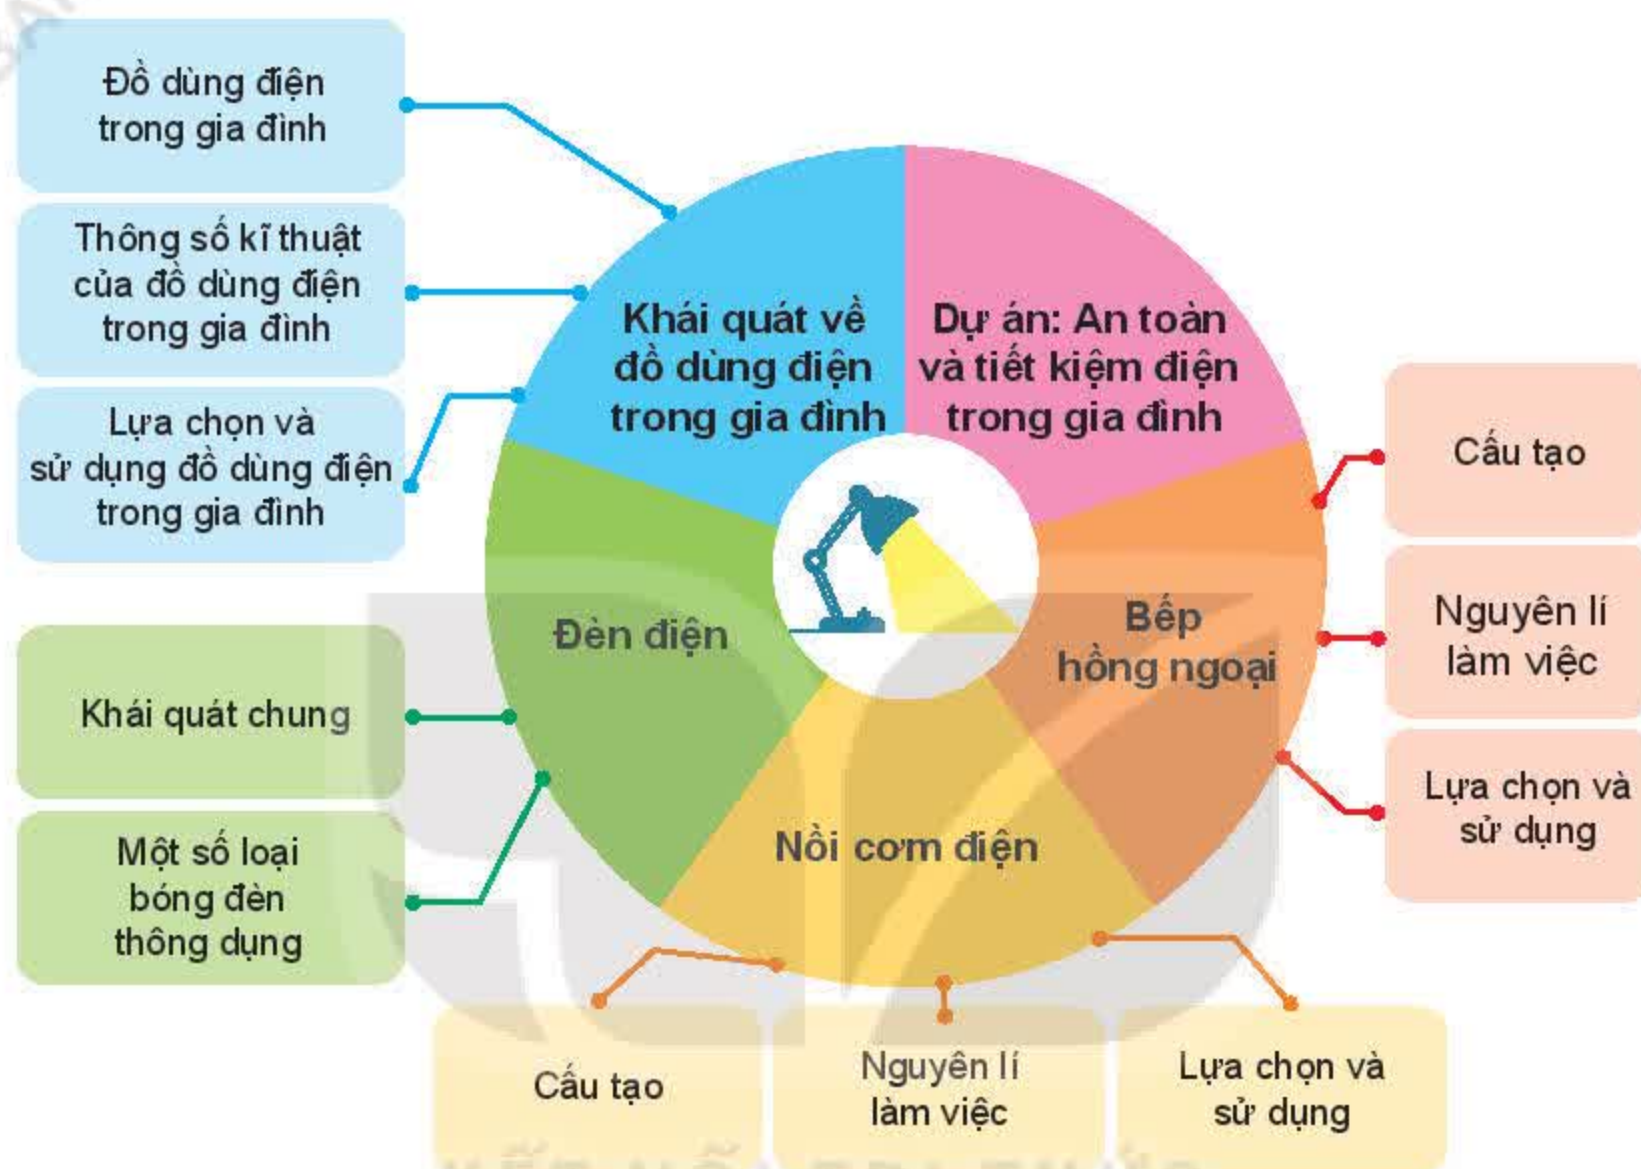 Đồ dùng điện
trong gia đình
Thông số kĩ thuật
của đồ dùng điện
trong gia đình
Lựa chọn và
sử dụng đồ dùng điện
trong gia đình
Khái quát về
đồ dùng điện
trong gia đình
Dự án: An toàn
và tiết kiệm điện
trong gia đình
Cấu tạo
Nguyên lí
làm việc
Lựa chọn và
sử dụng
Bếp
hồng ngoại
Đèn điện
Khái quát chung
Một số loại
bóng đèn
thông dụng
Nồi cơm điện
Cấu tạo
Nguyên lí
làm việc
Lựa chọn và
sử dụng